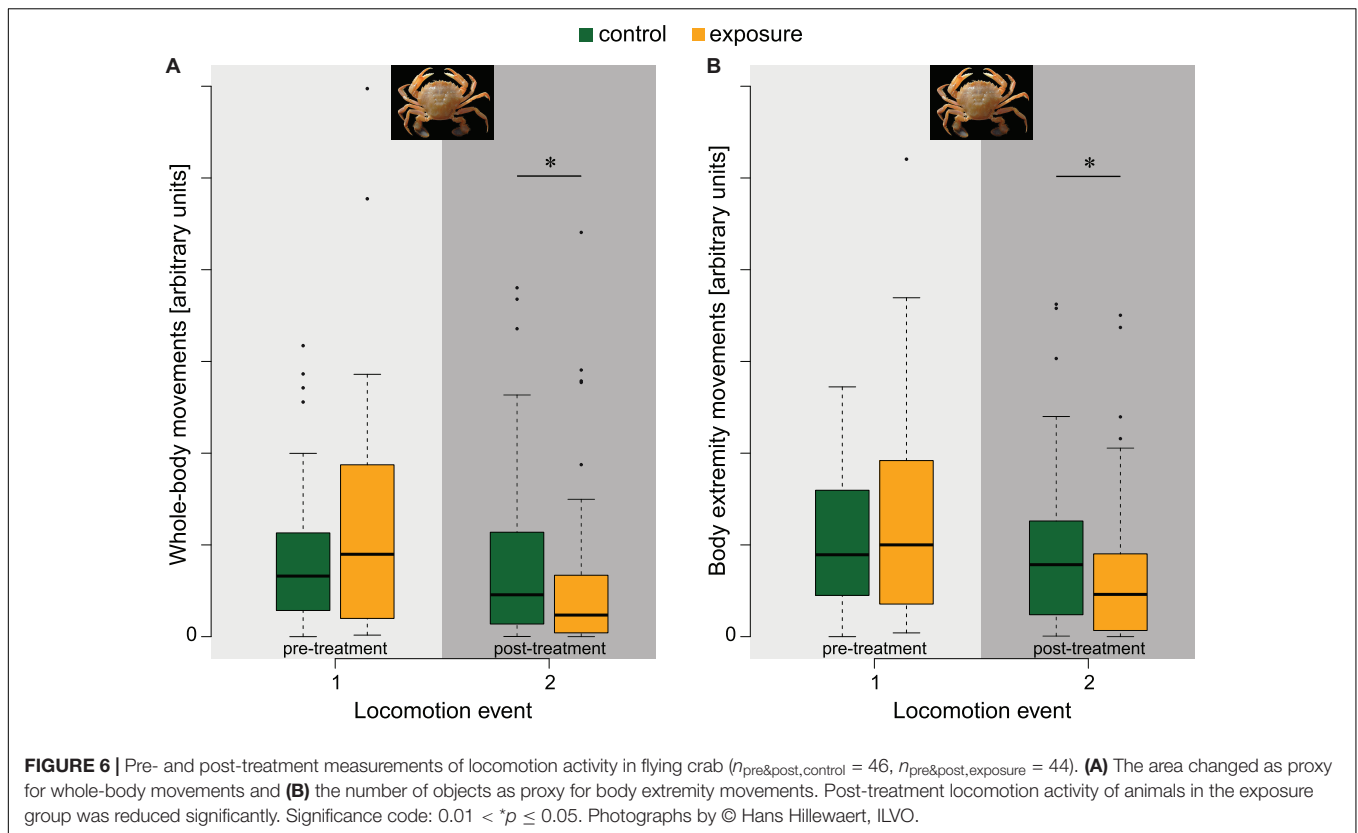 control exposure
A
B
Whole-body movements [arbitrary units]
*
0
pre-treatment
post-treatment
1
2
Locomotion event
Body extremity movements [arbitrary units]
*
0
pre-treatment
post-treatment
1
2
Locomotion event
FIGURE 6 | Pre- and post-treatment measurements of locomotion activity in flying crab (npre&post,control = 46, npre&post,exposure = 44). (A) The area changed as proxy
for whole-body movements and (B) the number of objects as proxy for body extremity movements. Post-treatment locomotion activity of animals in the exposure
group was reduced significantly. Significance code: 0.01 < *p ≤ 0.05. Photographs by © Hans Hillewaert, ILVO.